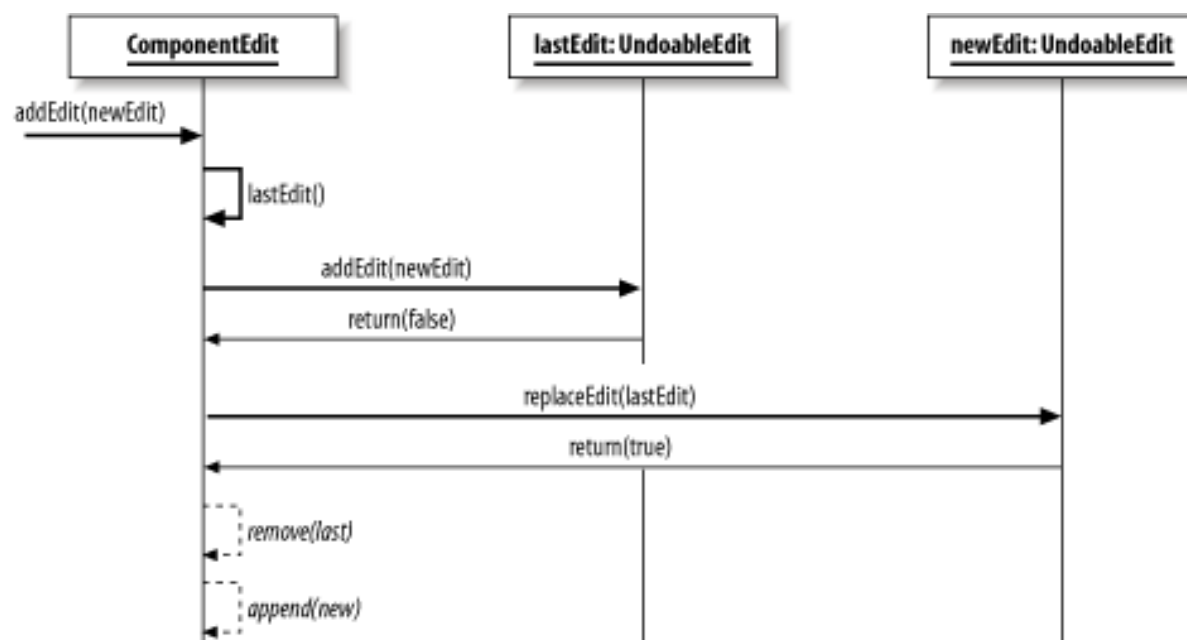 ComponentEdit
lastEdit: UndoableEdit
newEdit: UndoableEdit
addEdit(newEdit)
lastEdit()
addEdit(newEdit)
return(false)
replaceEdit(lastEdit)
return(true)
remove(last)
append(new)